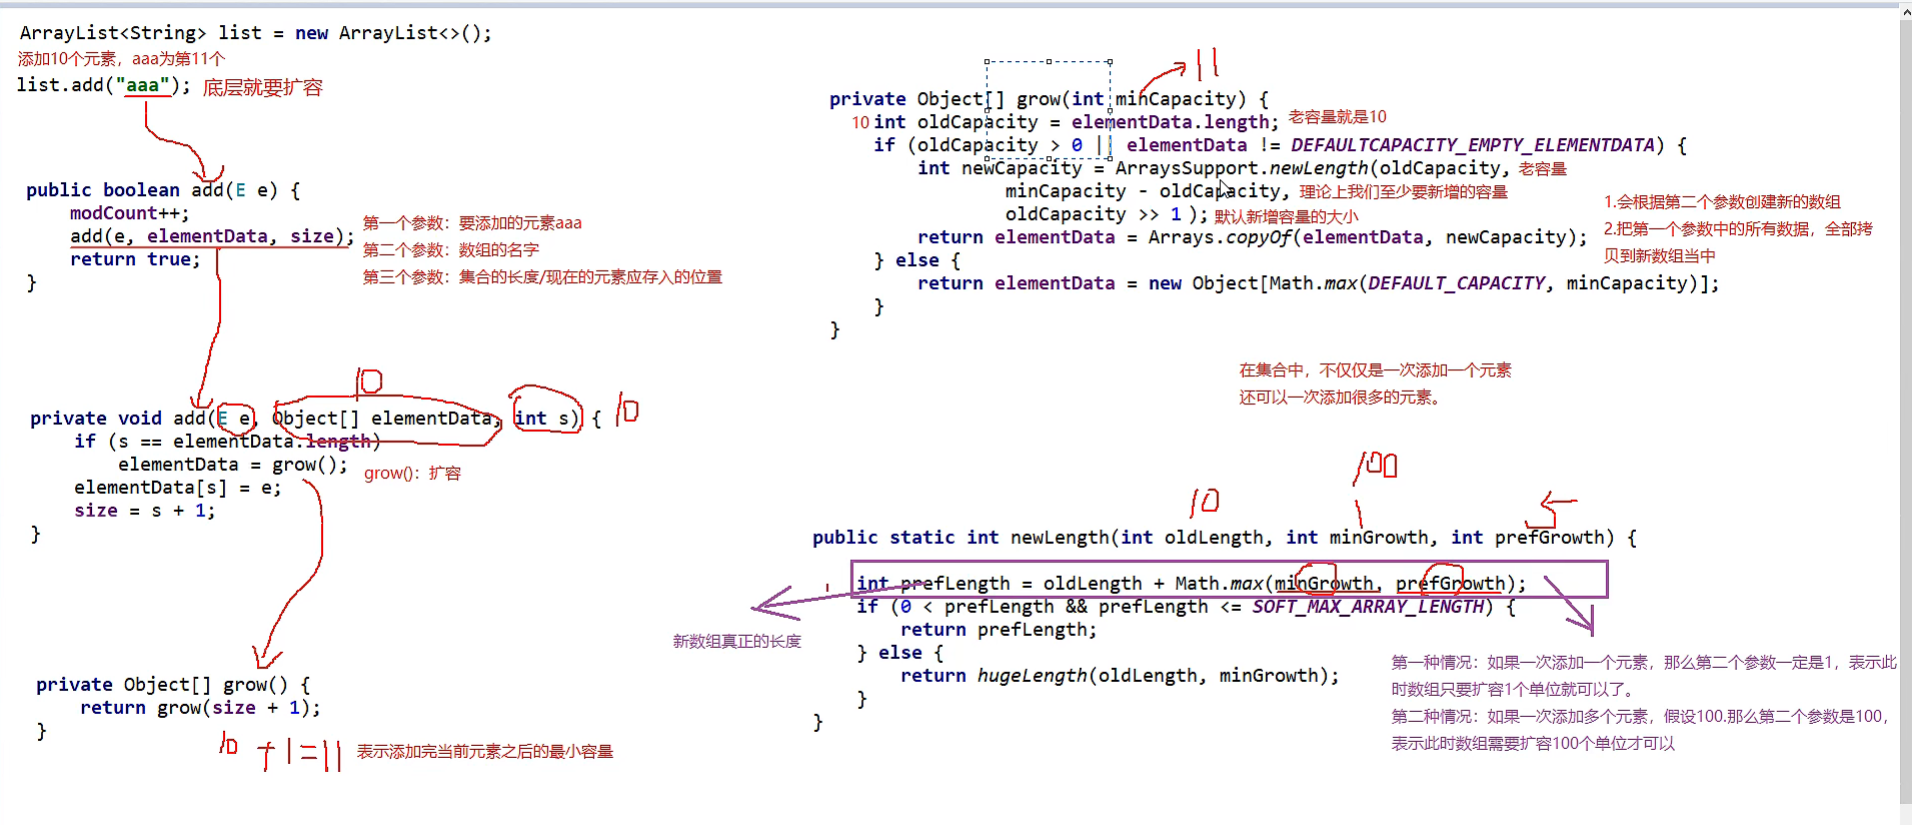 ArrayList<String> list = new ArrayList<>();
添加10个元素，aaa为第11个
list.add("aaa"); 底层就要扩容
public boolean add(E e) {
modCount++;
add(e, elementData, size);
return true;
}
第一个参数：要添加的元素aaa
第二个参数：数组的名字
第三个参数：集合的长度/现在的元素应存入的位置
10
private void add(E e, Object[] elementData, int s) { 10
if (s == elementData.length)
elementData = grow();
grow()：扩容
elementData[s] = e;
size = s + 1;
}
private Object[] grow() {
return grow(size + 1);
}
10 +1=11 表示添加完当前元素之后的最小容量
11
private Object[] grow(int minCapacity) {
10 int oldCapacity = elementData.length; 老容量就是10
if (oldCapacity > 0 || elementData != DEFAULTCAPACITY_EMPTY_ELEMENTDATA) {
int newCapacity = ArraysSupport.newLength(oldCapacity, 老容量
minCapacity - oldCapacity, 理论上我们至少要新增的容量
oldCapacity >> 1 ); 默认新增容量的大小
return elementData = Arrays.copyOf(elementData, newCapacity);
} else {
return elementData = new Object[Math.max(DEFAULT_CAPACITY, minCapacity)];
}
}
1.会根据第二个参数创建新的数组
2.把第一个参数中的所有数据，全部拷
贝到新数组当中
在集合中，不仅仅是一次添加一个元素
还可以一次添加很多的元素。
10 100 5
1
public static int newLength(int oldLength, int minGrowth, int prefGrowth) {
int prefLength = oldLength + Math.max(minGrowth, prefGrowth);
if (0 < prefLength && prefLength <= SOFT_MAX_ARRAY_LENGTH) {
return prefLength;
} else {
return hugeLength(oldLength, minGrowth);
}
}
新数组真正的长度
第一种情况：如果一次添加一个元素，那么第二个参数一定是1，表示此
时数组只要扩容1个单位就可以了。
第二种情况：如果一次添加多个元素，假设100.那么第二个参数是100，
表示此时数组需要扩容100个单位才可以